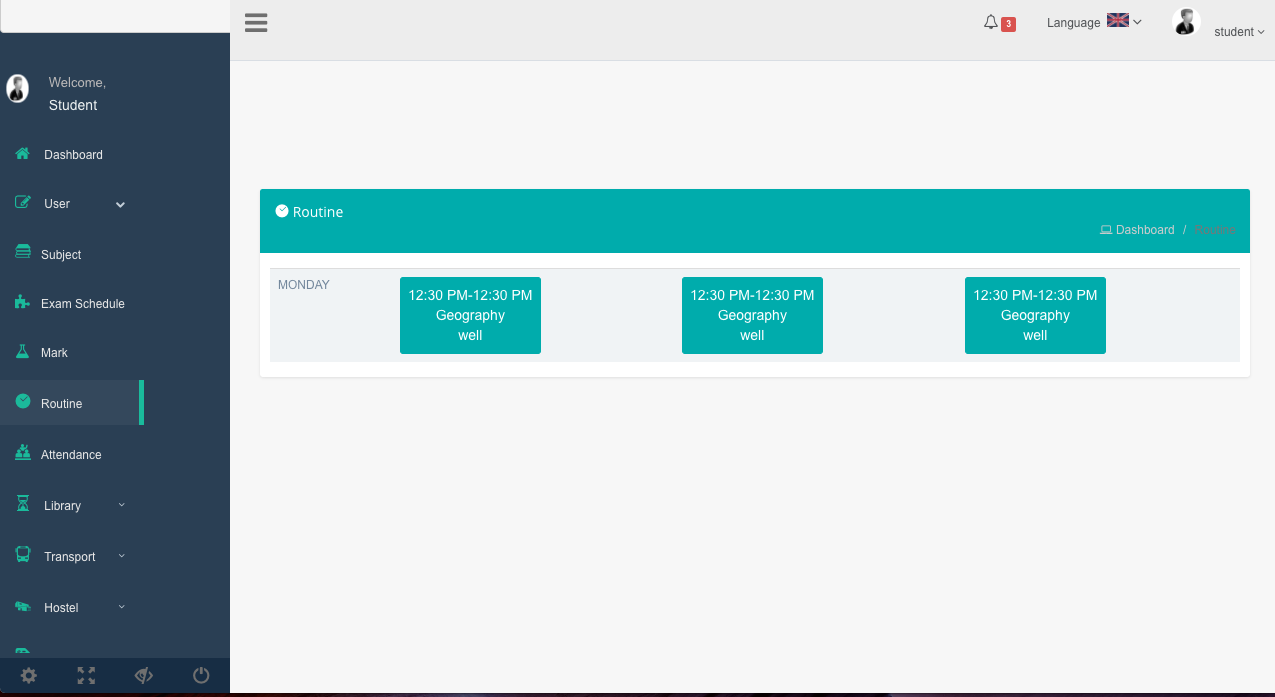 3
Language
student
Welcome,
Student
Dashboard
User
Subject
Exam Schedule
Mark
Routine
Attendance
Library
Transport
Hostel
Routine
Dashboard /
MONDAY
12:30 PM-12:30 PM
Geography
well
12:30 PM-12:30 PM
Geography
well
12:30 PM-12:30 PM
Geography
well